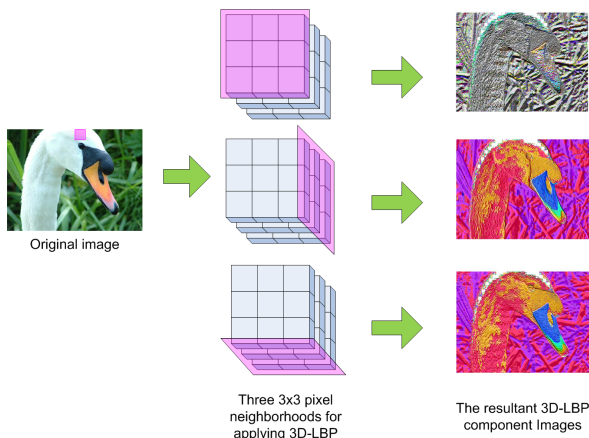 Original image
Three 3x3 pixel
neighborhoods for
applying 3D-LBP
The resultant 3D-LBP
component Images